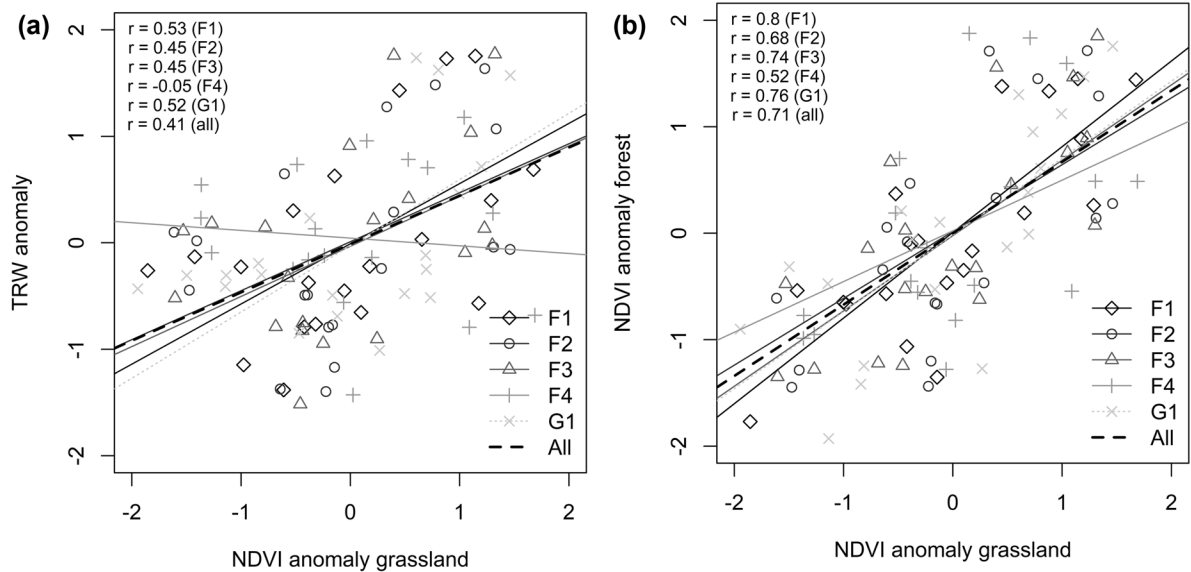 (a)
r = 0.53 (F1)
r = 0.45 (F2)
r = 0.45 (F3)
r = -0.05 (F4)
r = 0.52 (G1)
r = 0.41 (all)
TRW anomaly
2
1
0
-1
-2
F1
F2
F3
F4
G1
All
-2
-1
0
1
2
NDVI anomaly grassland
(b)
r = 0.8 (F1)
r = 0.68 (F2)
r = 0.74 (F3)
r = 0.52 (F4)
r = 0.76 (G1)
r = 0.71 (all)
NDVI anomaly forest
2
1
0
-1
-2
F1
F2
F3
F4
G1
All
-2
-1
0
1
2
NDVI anomaly grassland